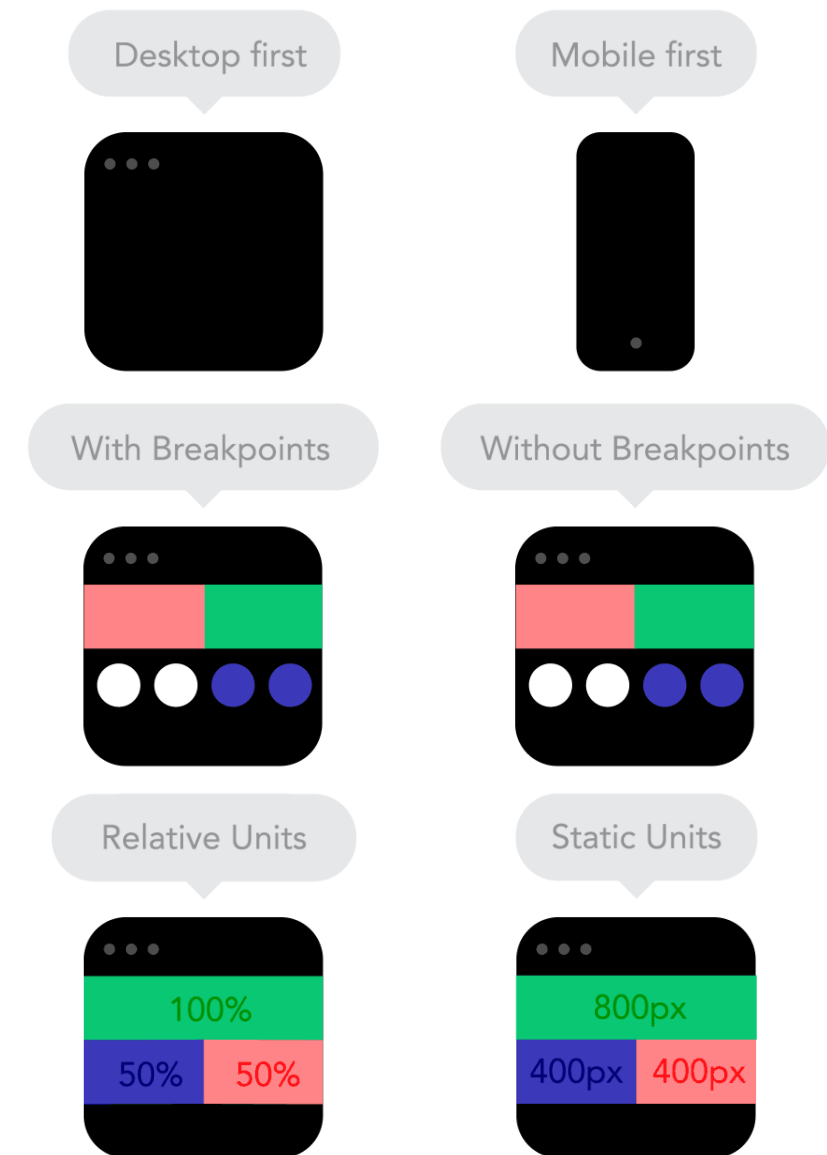 Desktop first
Mobile first
With Breakpoints
Without Breakpoints
Relative Units
Static Units
100%
50% 50%
800px
400px 400px